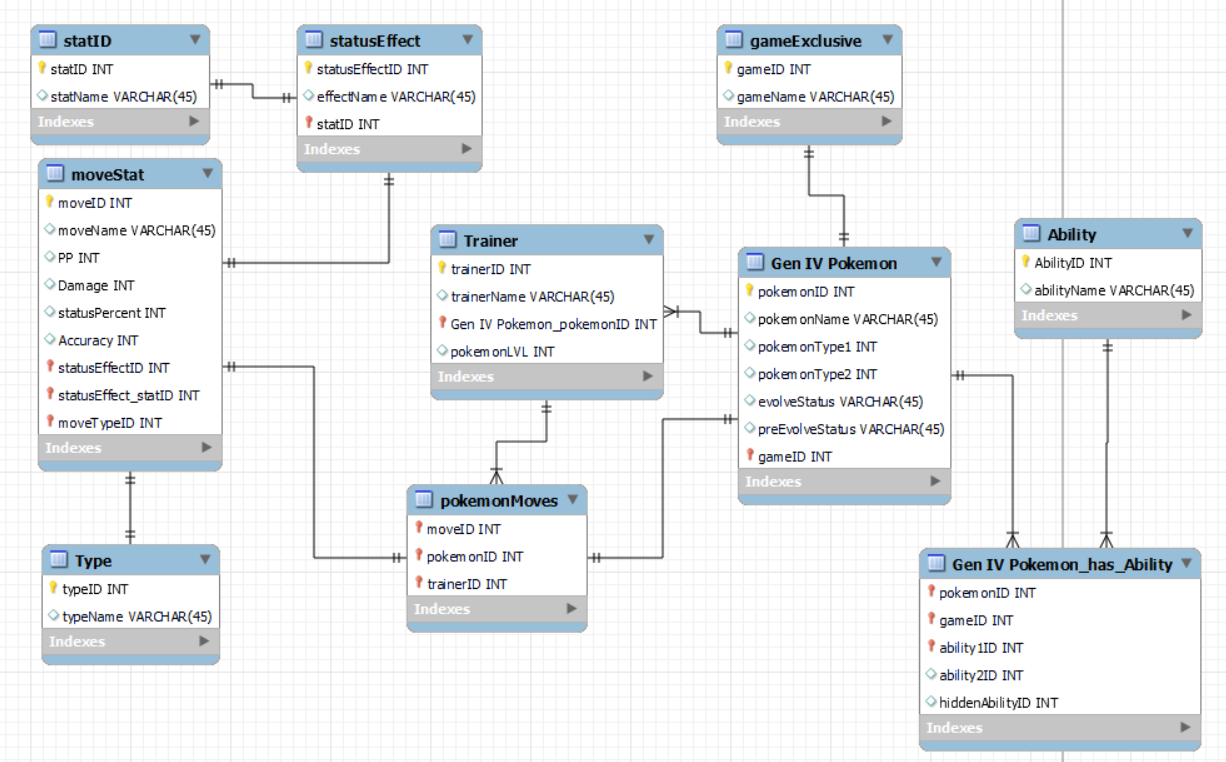 statID
statID INT
statName VARCHAR(45)
Indexes
statusEffect
statusEffectID INT
effectName VARCHAR(45)
statID INT
Indexes
gameExclusive
gameID INT
gameName VARCHAR(45)
Indexes
moveStat
moveID INT
moveName VARCHAR(45)
PP INT
Damage INT
statusPercent INT
Accuracy INT
statusEffectID INT
statusEffect_statID INT
moveTypeID INT
Indexes
Trainer
trainerID INT
trainerName VARCHAR(45)
Gen IV Pokemon_pokemonID INT
pokemonLVL INT
Indexes
Gen IV Pokemon
pokemonID INT
pokemonName VARCHAR(45)
pokemonType1 INT
pokemonType2 INT
evolveStatus VARCHAR(45)
preEvolveStatus VARCHAR(45)
gameID INT
Indexes
Ability
AbilityID INT
abilityName VARCHAR(45)
Indexes
Type
typeID INT
typeName VARCHAR(45)
Indexes
pokemonMoves
moveID INT
pokemonID INT
trainerID INT
Indexes
Gen IV Pokemon_has_Ability
pokemonID INT
gameID INT
ability1ID INT
ability2ID INT
hiddenAbilityID INT
Indexes